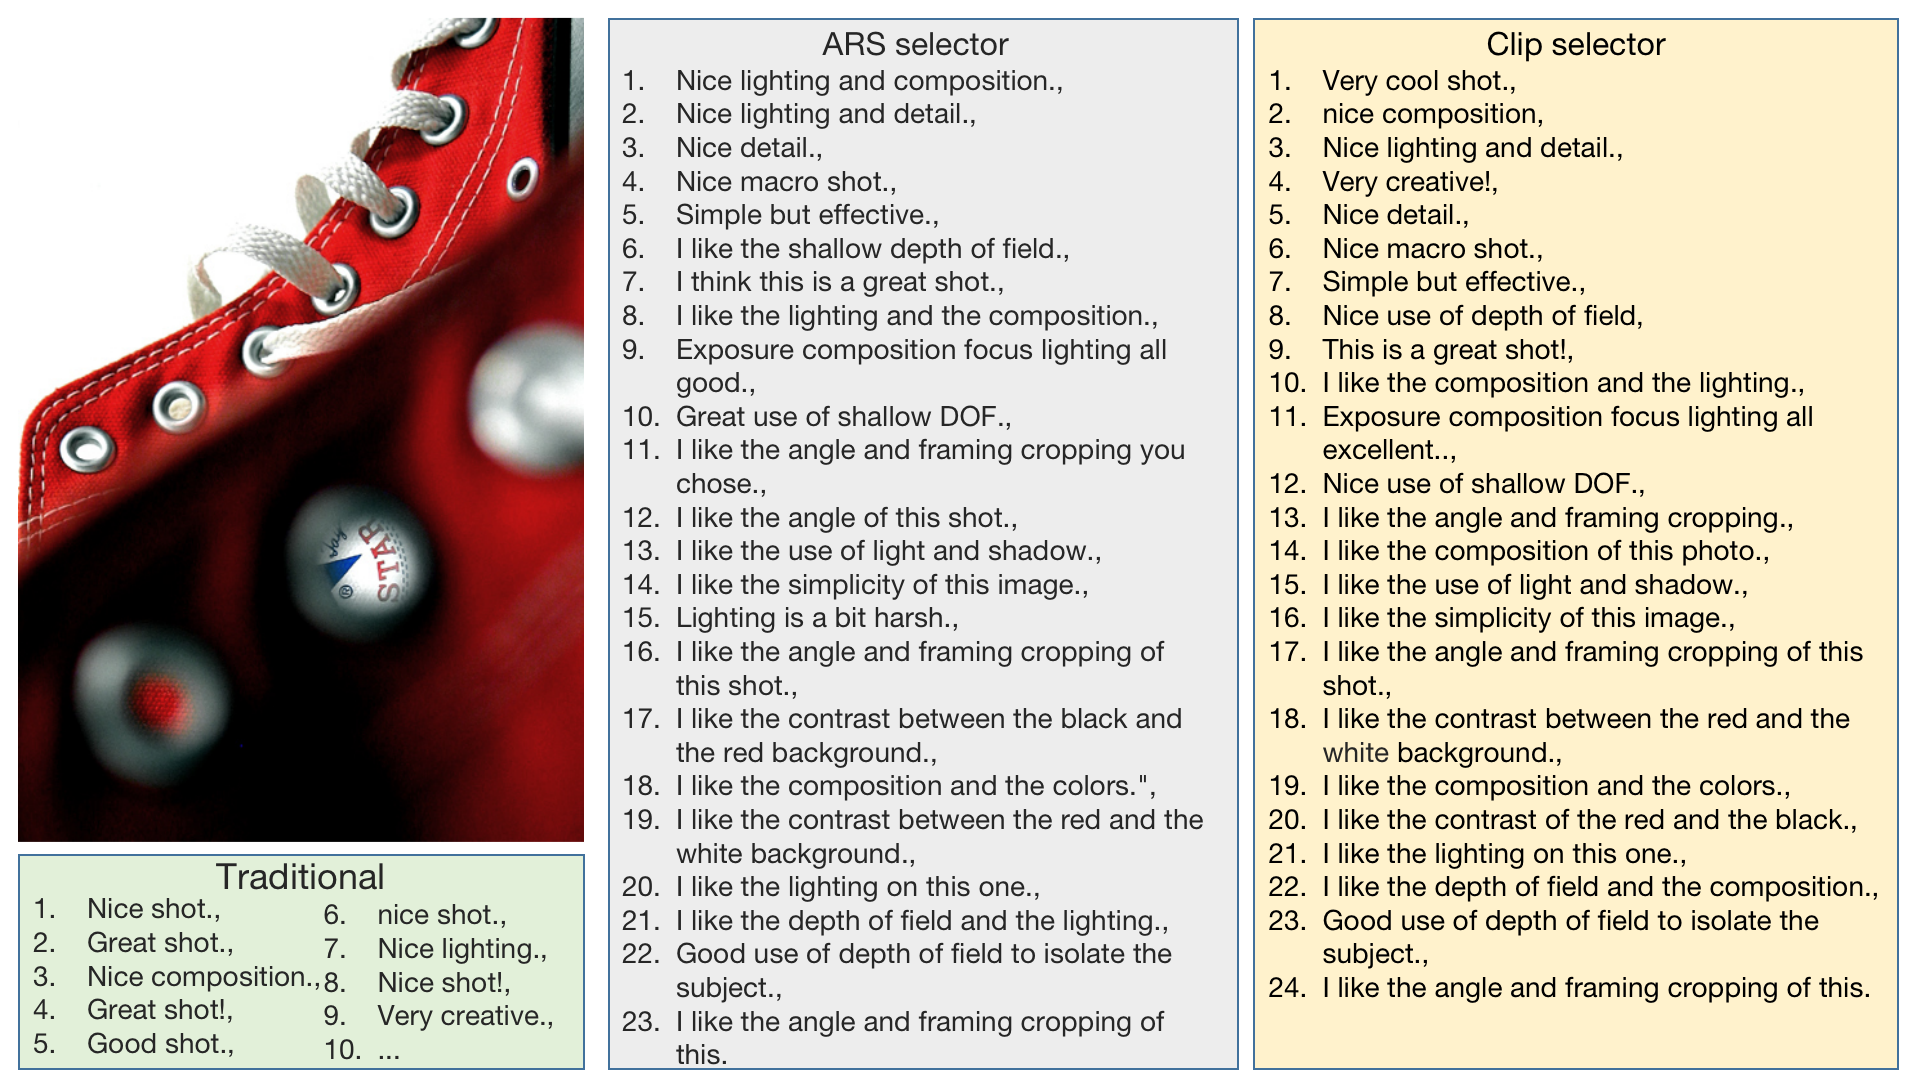 STAR
®
Traditional
1. Nice shot.,
2. Great shot.,
3. Nice composition.,
4. Great shot!,
5. Good shot.,
6. nice shot.,
7. Nice lighting.,
8. Nice shot!,
9. Very creative.,
10. ...
ARS selector
1. Nice lighting and composition.,
2. Nice lighting and detail.,
3. Nice detail.,
4. Nice macro shot.,
5. Simple but effective.,
6. I like the shallow depth of field.,
7. I think this is a great shot.,
8. I like the lighting and the composition.,
9. Exposure composition focus lighting all
good.,
10. Great use of shallow DOF.,
11. I like the angle and framing cropping you
chose.,
12. I like the angle of this shot.,
13. I like the use of light and shadow.,
14. I like the simplicity of this image.,
15. Lighting is a bit harsh.,
16. I like the angle and framing cropping of
this shot.,
17. I like the contrast between the black and
the red background.,
18. I like the composition and the colors.",
19. I like the contrast between the red and the
white background.,
20. I like the lighting on this one.,
21. I like the depth of field and the lighting.,
22. Good use of depth of field to isolate the
subject.,
23. I like the angle and framing cropping of
this.
Clip selector
1. Very cool shot.,
2. nice composition,
3. Nice lighting and detail.,
4. Very creative!,
5. Nice detail.,
6. Nice macro shot.,
7. Simple but effective.,
8. Nice use of depth of field,
9. This is a great shot!,
10. I like the composition and the lighting.,
11. Exposure composition focus lighting all
excellent..,
12. Nice use of shallow DOF.,
13. I like the angle and framing cropping.,
14. I like the composition of this photo.,
15. I like the use of light and shadow.,
16. I like the simplicity of this image.,
17. I like the angle and framing cropping of this
shot.,
18. I like the contrast between the red and the
white background.,
19. I like the composition and the colors.,
20. I like the contrast of the red and the black.,
21. I like the lighting on this one.,
22. I like the depth of field and the composition.,
23. Good use of depth of field to isolate the
subject.,
24. I like the angle and framing cropping of this.